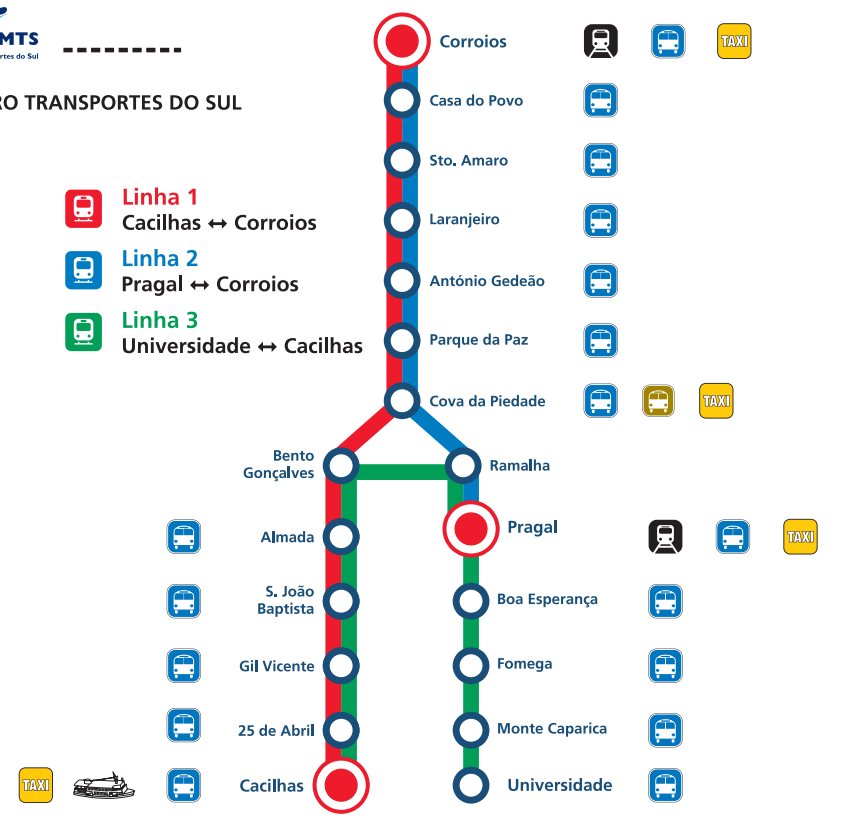 MTS
rtes do Sul
RO TRANSPORTES DO SUL
Linha 1
Cacilhas ↔ Corroios
Linha 2
Pragal ↔ Corroios
Linha 3
Universidade ↔ Cacilhas
Corroios
TAXI
Casa do Povo
Sto. Amaro
Laranjeiro
António Gedeão
Parque da Paz
Cova da Piedade
TAXI
Bento
Gonçalves
Ramalha
Almada
Pragal
TAXI
S. João
Baptista
Boa Esperança
Gil Vicente
Fomega
25 de Abril
Monte Caparica
TAXI
Cacilhas
Universidade